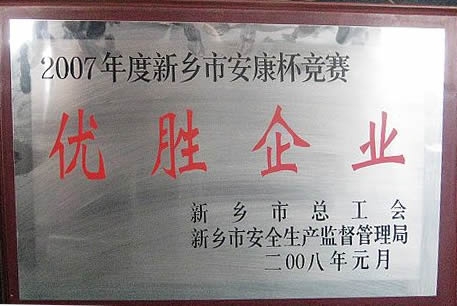 2007年度新乡市安康杯竞赛
优胜企业
新乡市总工会
新乡市安全生产监督管理局
二00八年元月